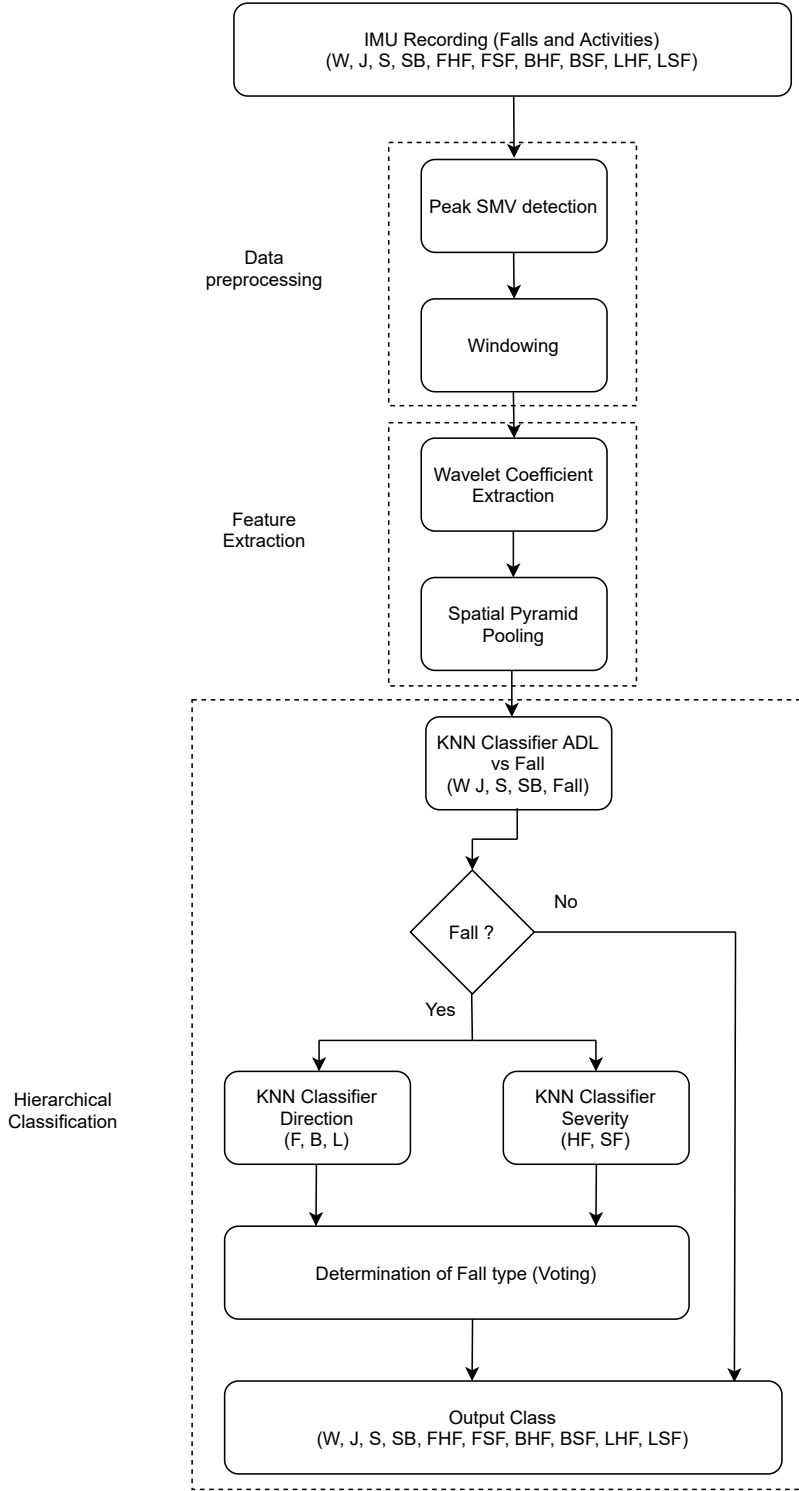 IMU Recording (Falls and Activities)
(W, J, S, SB, FHF, FSF, BHF, BSF, LHF, LSF)
Peak SMV detection
Data
preprocessing
Windowing
Wavelet Coefficient
Extraction
Feature
Extraction
Spatial Pyramid
Pooling
KNN Classifier ADL
vs Fall
(W J, S, SB, Fall)
No
Fall ?
Yes
KNN Classifier
Direction
(F, B, L)
KNN Classifier
Severity
(HF, SF)
Hierarchical
Classification
Determination of Fall type (Voting)
Output Class
(W, J, S, SB, FHF, FSF, BHF, BSF, LHF, LSF)